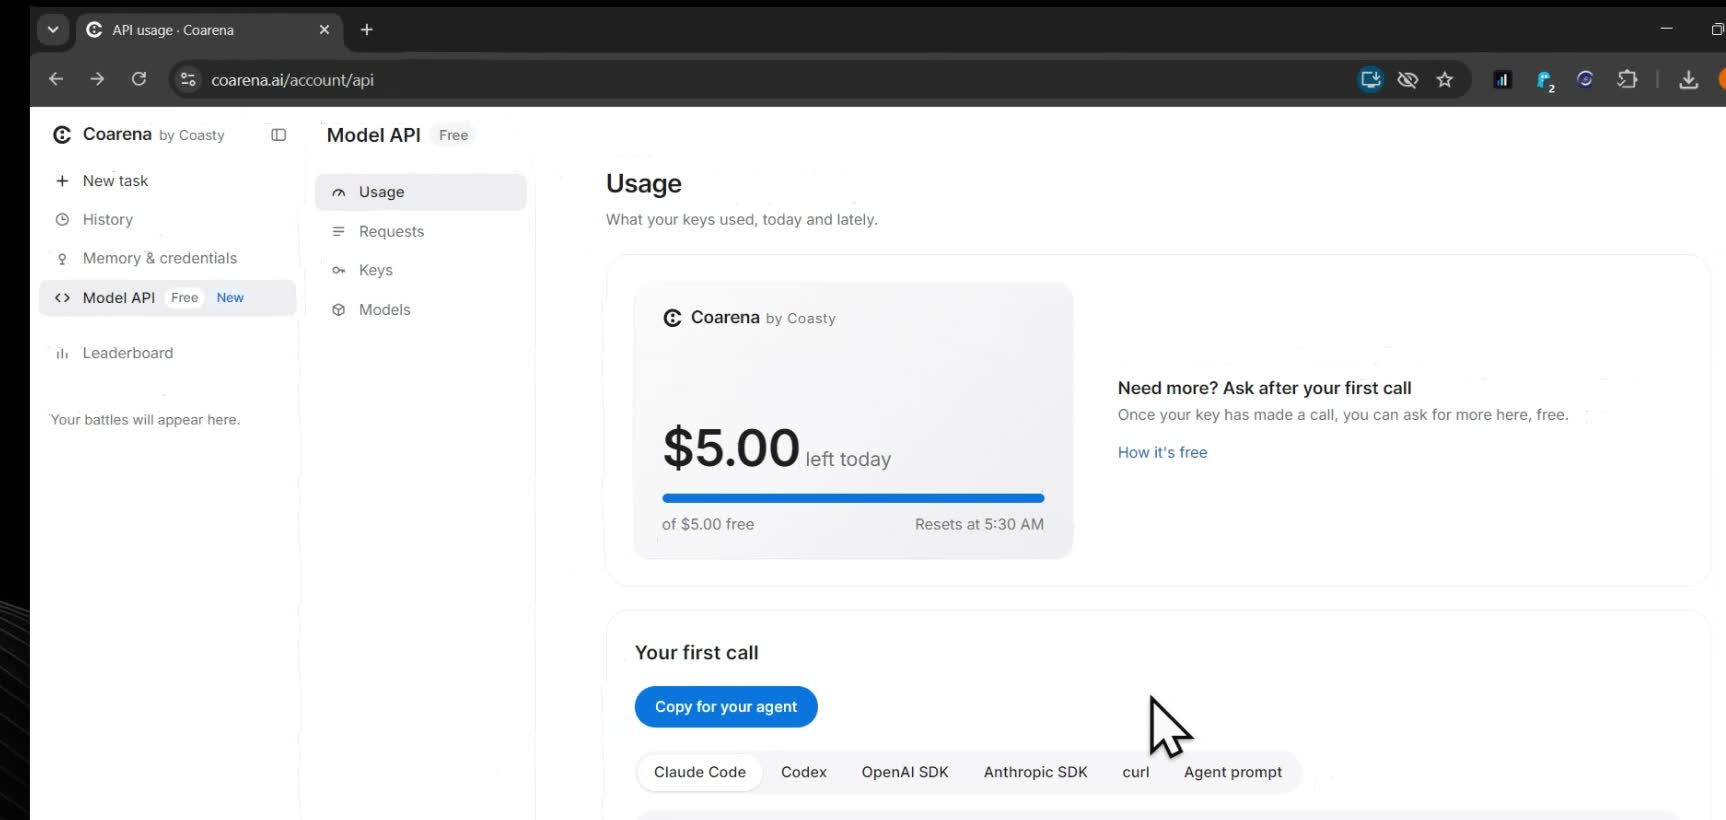 API usage · Coarena
coarena.ai/account/api
2
Coarena by Coasty
Model API Free
New task
History
Memory & credentials
Model API Free New
Leaderboard
Your battles will appear here.
Usage
Requests
Keys
Models
Usage
What your keys used, today and lately.
Coarena by Coasty
$5.00 left today
of $5.00 free
Resets at 5:30 AM
Need more? Ask after your first call
Once your key has made a call, you can ask for more here, free.
How it's free
Your first call
Copy for your agent
Claude Code Codex OpenAI SDK Anthropic SDK curl Agent prompt